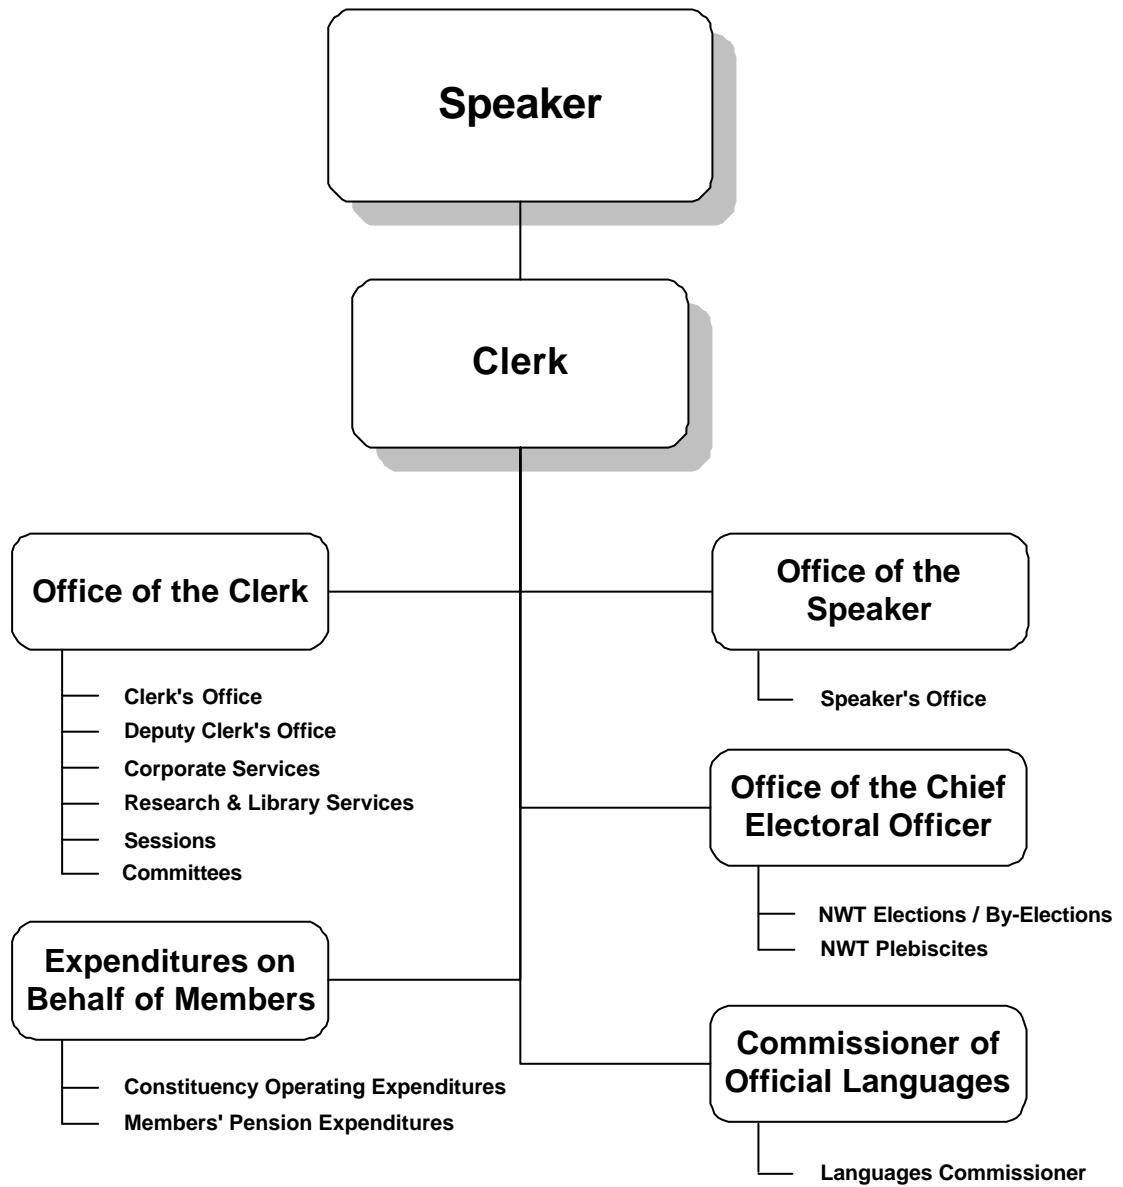 Speaker
Clerk
Office of the Clerk
Clerk's Office
Deputy Clerk's Office
Corporate Services
Research & Library Services
Sessions
Committees
Expenditures on
Behalf of Members
Constituency Operating Expenditures
Members' Pension Expenditures
Office of the
Speaker
Speaker's Office
Office of the Chief
Electoral Officer
NWT Elections / By-Elections
NWT Plebiscites
Commissioner of
Official Languages
Languages Commissioner